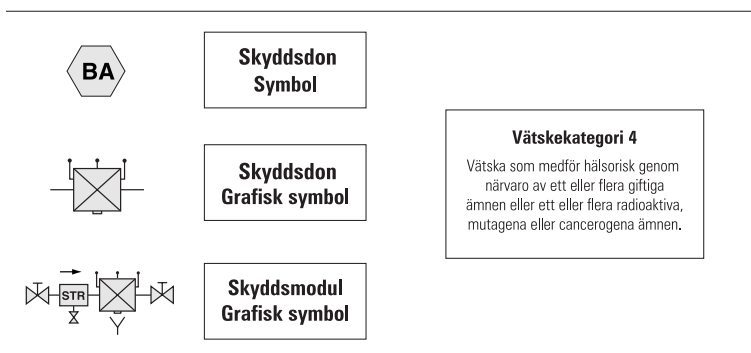 BA
Skyddsdon
Symbol
Skyddsdon
Grafisk symbol
STR
Skyddsmodul
Grafisk symbol
Vätskekategori 4
Vätska som medför hälsorisk genom
närvaro av ett eller flera giftiga
ämnen eller ett eller flera radioaktiva,
mutagena eller cancerogena ämnen.